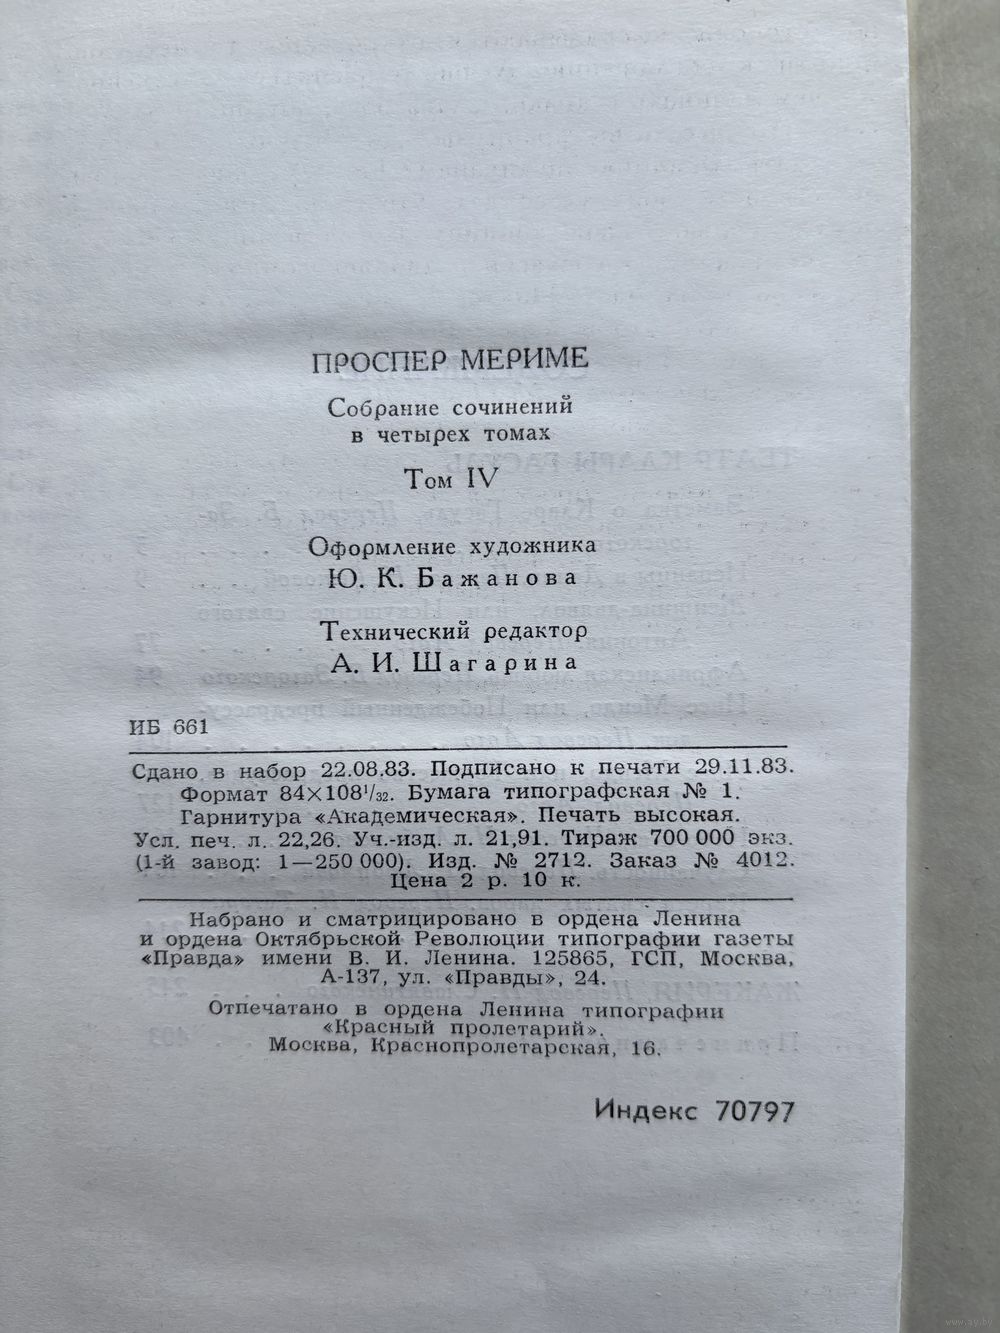 ПРОСПЕР МЕРИМЕ
Собрание сочинений
в четырех томах
Том IV
Оформление художника
Ю. К. Бажанова
Технический редактор
А. И. Шагарина
ИБ 661
Сдано в набор 22.08.83. Подписано к печати 29.11.83.
Формат 84×108¹/₃₂. Бумага типографская № 1.
Гарнитура «Академическая». Печать высокая.
Усл. печ. л. 22,26. Уч.-изд. л. 21,91. Тираж 700 000 экз.
(1-й завод: 1—250 000). Изд. № 2712. Заказ № 4012.
Цена 2 р. 10 к.
Набрано и сматрицировано в ордена Ленина
и ордена Октябрьской Революции типографии газеты
«Правда» имени В. И. Ленина. 125865, ГСП, Москва,
А-137, ул. «Правды», 24.
Отпечатано в ордена Ленина типографии
«Красный пролетарий».
Москва, Краснопролетарская, 16.
Индекс 70797
www.ay.by